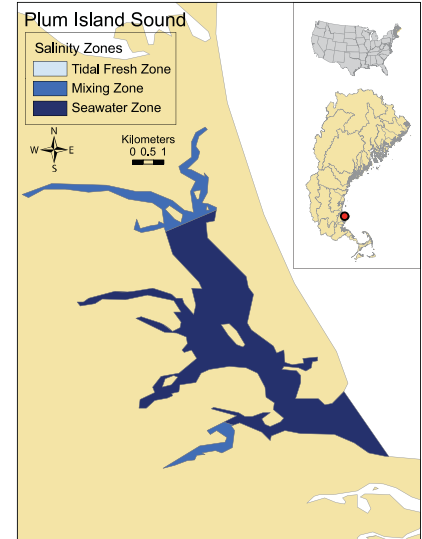 Plum Island Sound
Salinity Zones
Tidal Fresh Zone
Mixing Zone
Seawater Zone
N
W E
S
Kilometers
0 0.5 1